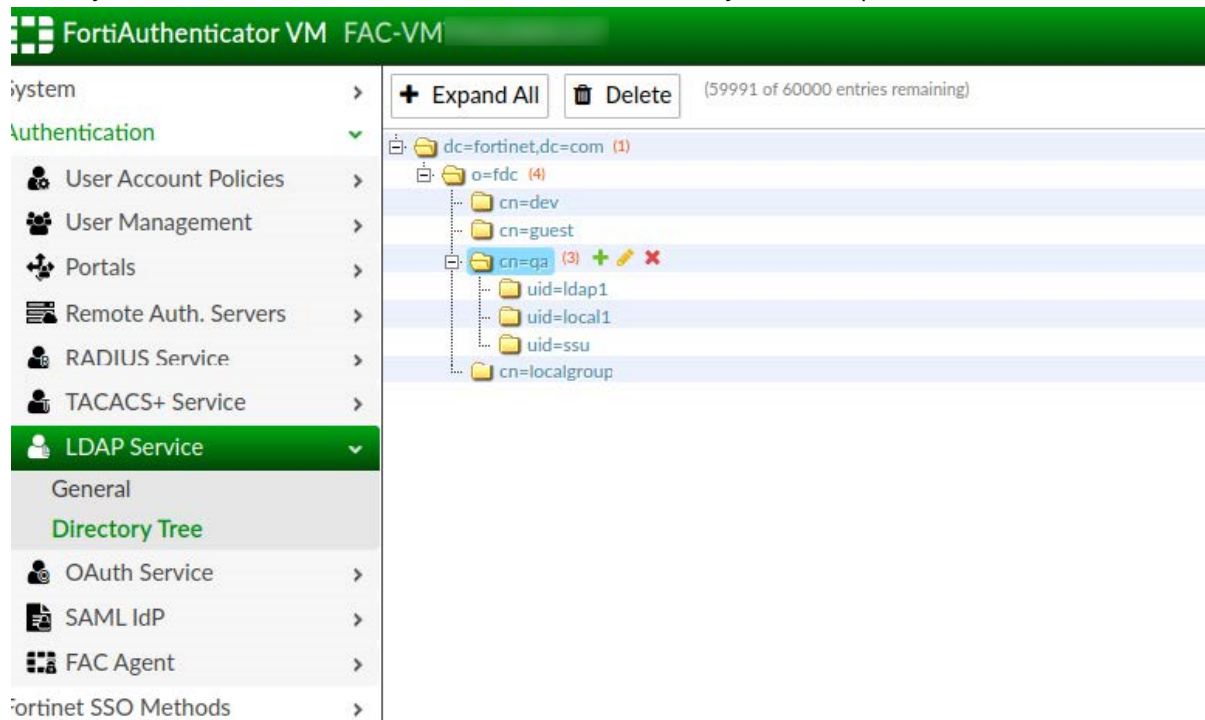 FortiAuthenticator VM FAC-VM
System
Authentication
User Account Policies
User Management
Portals
Remote Auth. Servers
RADIUS Service
TACACS+ Service
LDAP Service
General
Directory Tree
OAuth Service
SAML IdP
FAC Agent
Fortinet SSO Methods
Expand All Delete (59991 of 60000 entries remaining)
dc=fortinet,dc=com (1)
o=fdc (4)
cn=dev
cn=guest
cn=qa (3)
uid=ldap1
uid=local1
uid=ssu
cn=localgroup